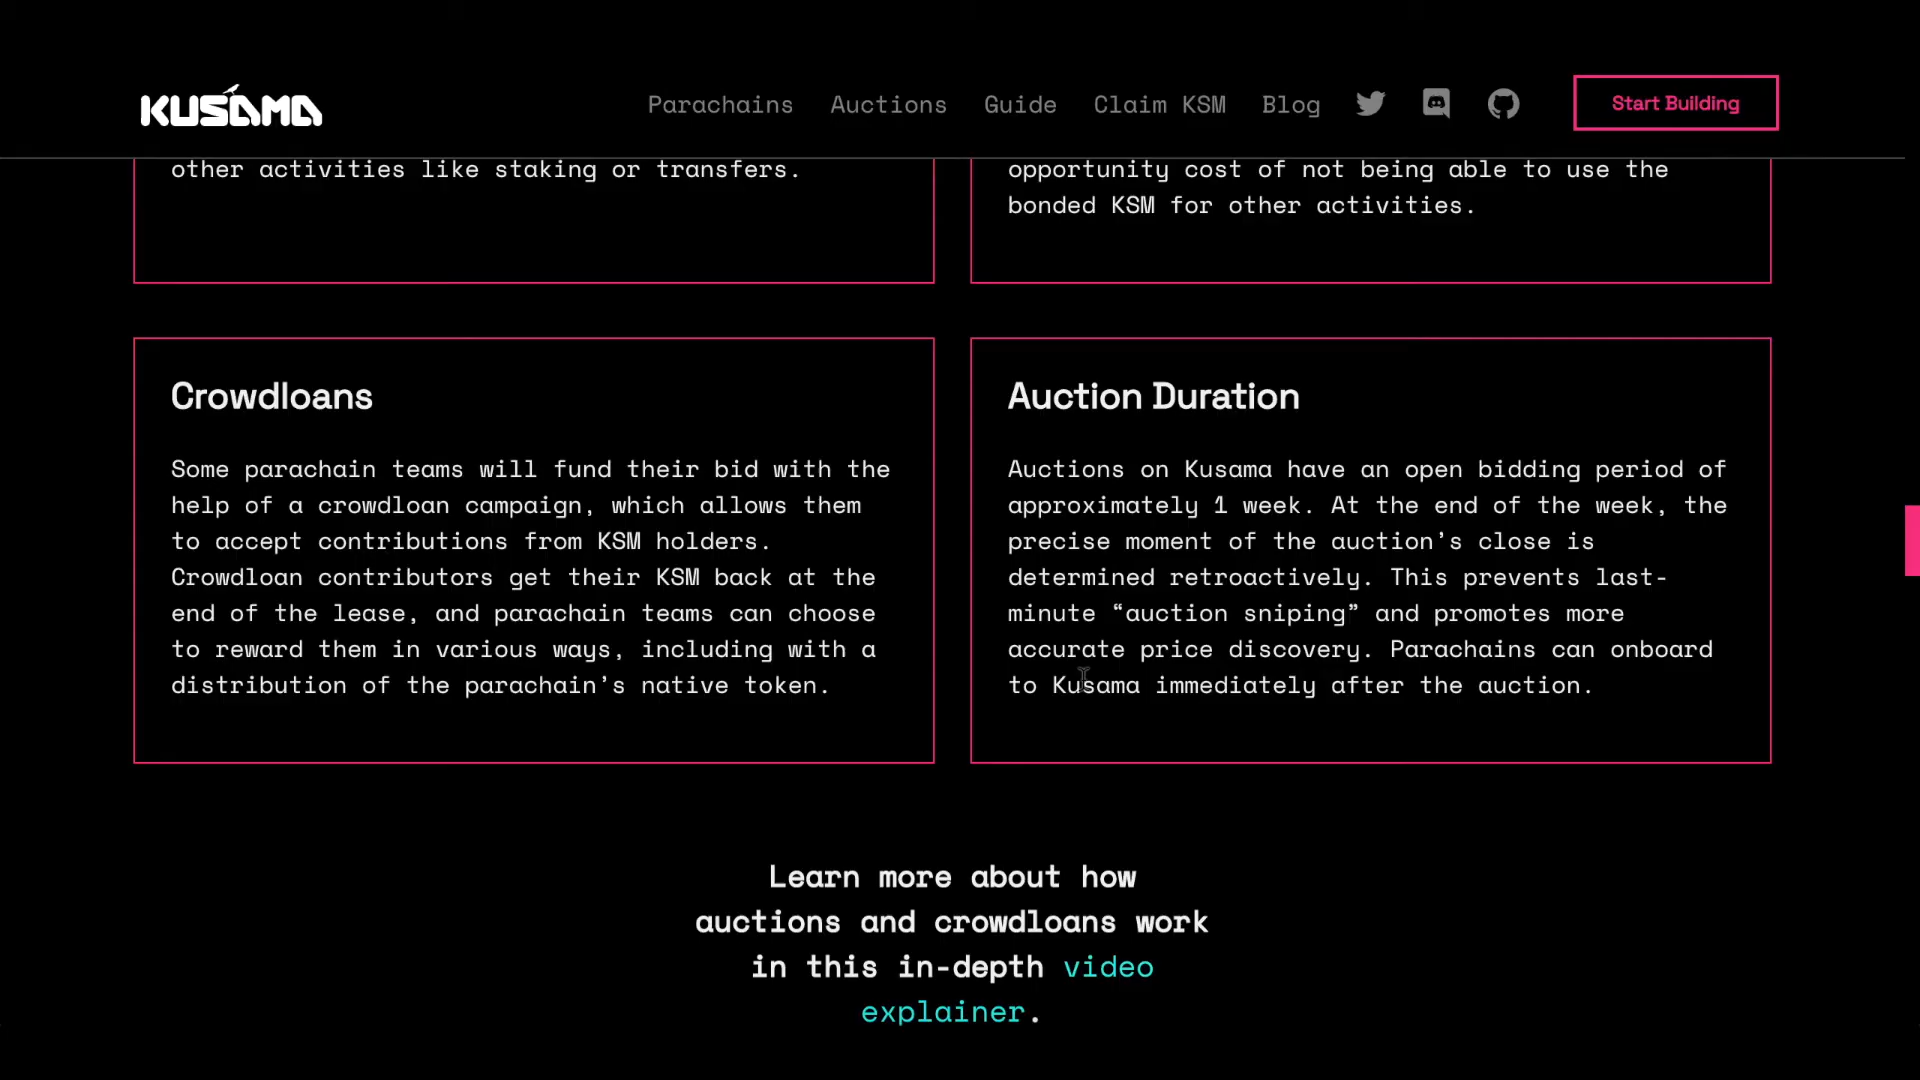 KUSAMA
Parachains Auctions Guide Claim KSM Blog Start Building
other activities like staking or transfers.
opportunity cost of not being able to use the
bonded KSM for other activities.
Crowdloans
Some parachain teams will fund their bid with the
help of a crowdloan campaign, which allows them
to accept contributions from KSM holders.
Crowdloan contributors get their KSM back at the
end of the lease, and parachain teams can choose
to reward them in various ways, including with a
distribution of the parachain’s native token.
Auction Duration
Auctions on Kusama have an open bidding period of
approximately 1 week. At the end of the week, the
precise moment of the auction’s close is
determined retroactively. This prevents last-
minute “auction sniping” and promotes more
accurate price discovery. Parachains can onboard
to Kusama immediately after the auction.
Learn more about how
auctions and crowdloans work
in this in-depth video
explainer.